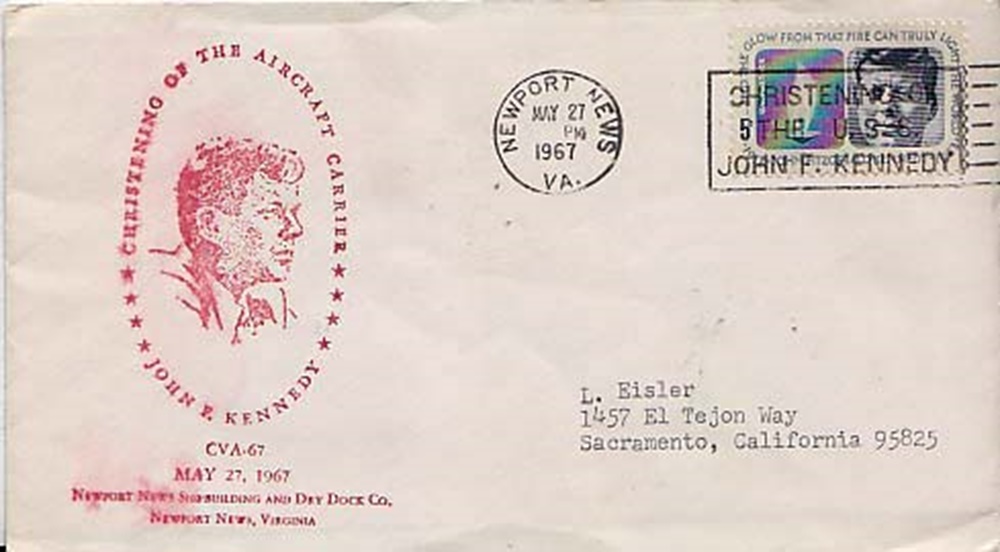 CHRISTENING OF THE AIRCRAFT CARRIER
JOHN F. KENNEDY
CVA-67
MAY 27, 1967
NEWPORT NEWS SHIPBUILDING AND DRY DOCK CO.
NEWPORT NEWS, VIRGINIA
NEWPORT NEWS
MAY 27
PM
1967
VA.
GLOW FROM THAT FIRE CAN TRULY LIGHT
CHRISTENING OF
5 THE U S S
JOHN F. KENNEDY
L. Eisler
1457 El Tejon Way
Sacramento, California 95825